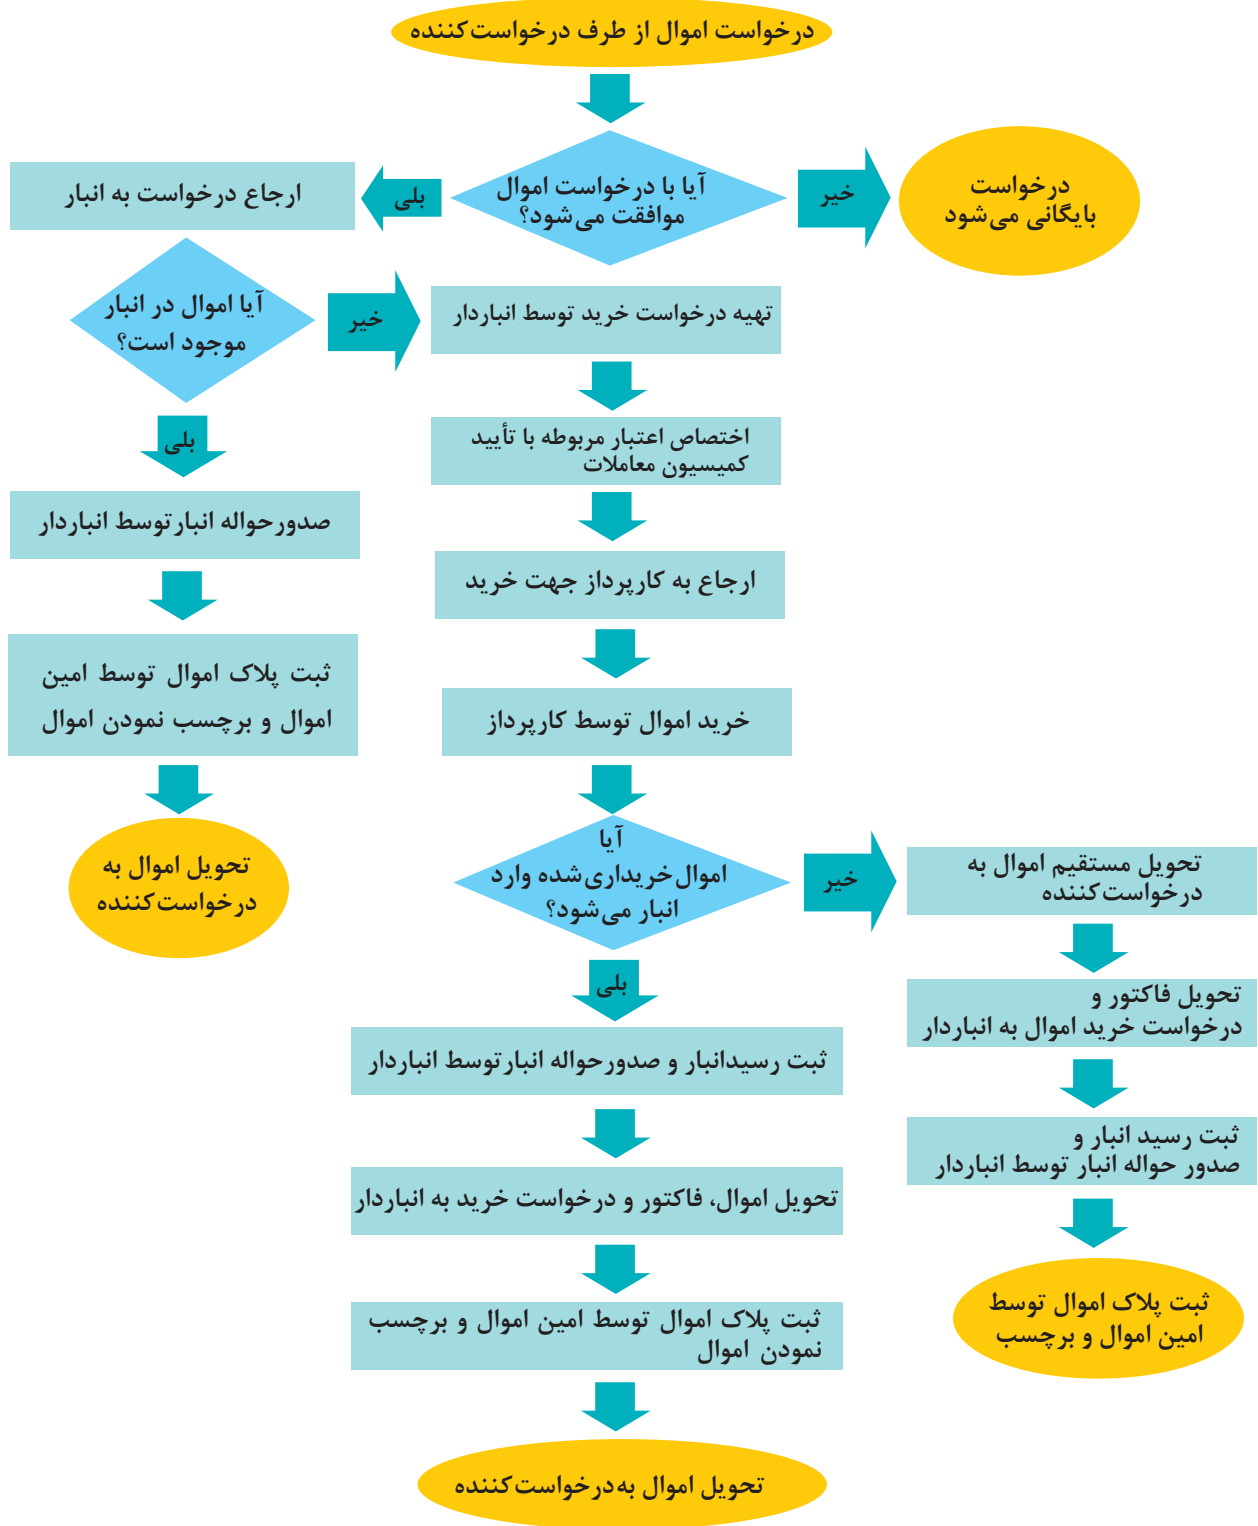 درخواست اموال از طرف درخواست‌کننده
آیا با درخواست اموال
موافقت می‌شود؟
خیر
درخواست
بایگانی می‌شود
بلی
ارجاع درخواست به انبار
آیا اموال در انبار
موجود است؟
خیر
تهیه درخواست خرید توسط انباردار
اختصاص اعتبار مربوطه با تأیید
کمیسیون معاملات
ارجاع به کارپرداز جهت خرید
خرید اموال توسط کارپرداز
بلی
صدورحواله انبارتوسط انباردار
ثبت پلاک اموال توسط امین
اموال و برچسب نمودن اموال
تحویل اموال به
درخواست‌کننده
آیا
اموال‌خریداری‌شده وارد
انبار می‌شود؟
خیر
تحویل مستقیم اموال به
درخواست‌کننده
تحویل فاکتور و
درخواست خرید اموال به انباردار
ثبت رسید انبار و
صدور حواله انبار توسط انباردار
ثبت پلاک اموال توسط
امین اموال و برچسب
بلی
ثبت رسیدانبار و صدورحواله انبارتوسط انباردار
تحویل اموال، فاکتور و درخواست خرید به انباردار
ثبت پلاک اموال توسط امین اموال و برچسب
نمودن اموال
تحویل اموال به‌درخواست‌کننده